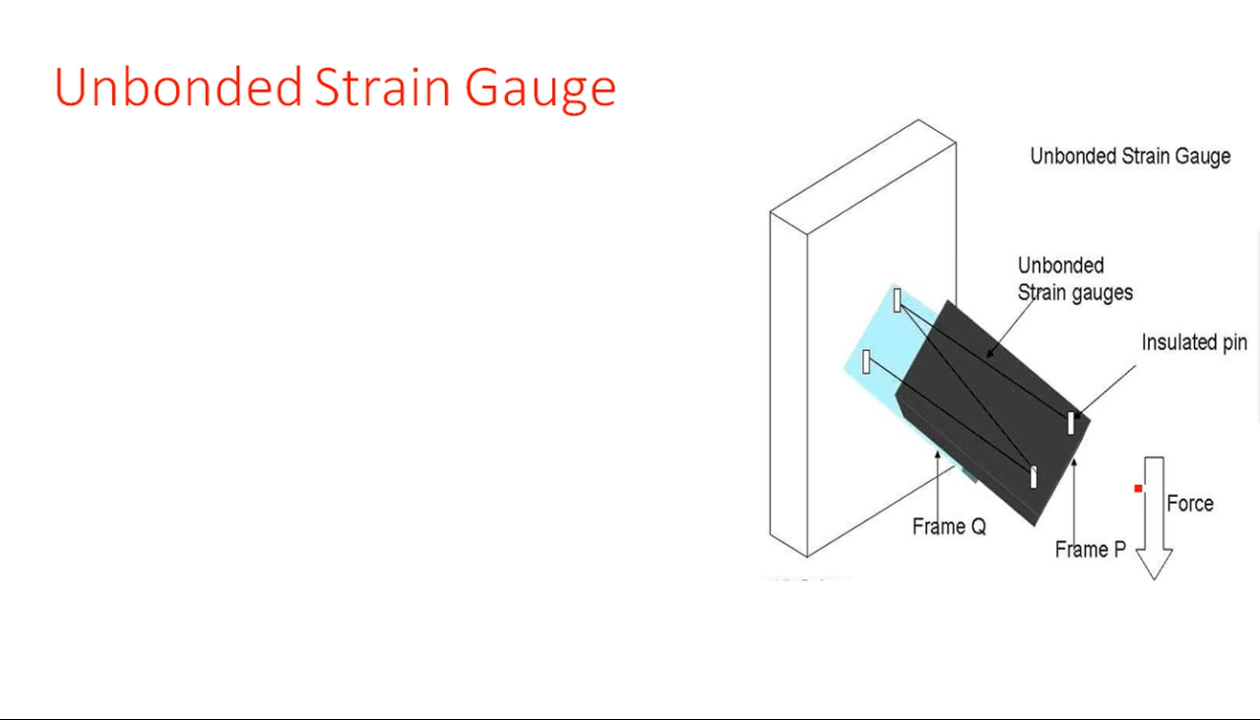 Unbonded Strain Gauge
Unbonded Strain Gauge
Unbonded
Strain gauges
Insulated pin
Force
Frame Q
Frame P